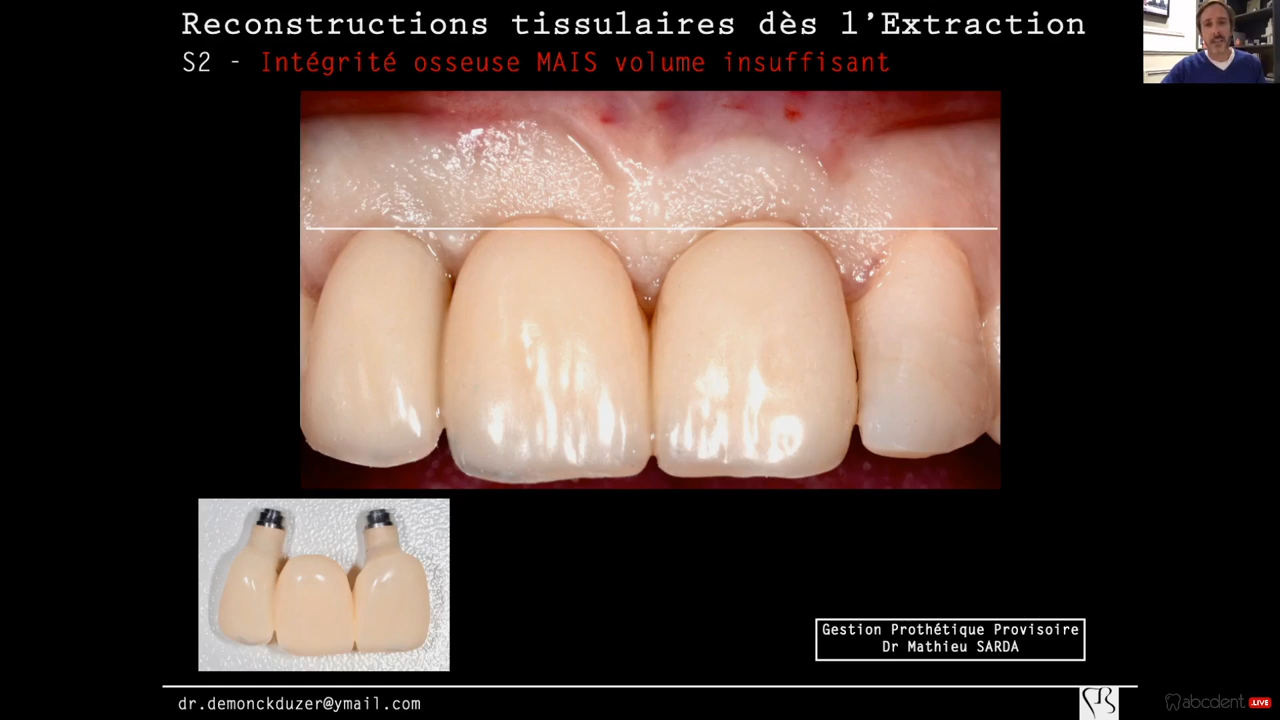 Reconstructions tissulaires dès l'Extraction
S2 - Intégrité osseuse MAIS volume insuffisant
Gestion Prothétique Provisoire
Dr Mathieu SARDA
dr.demonckduzer@ymail.com
abcdent LIVE